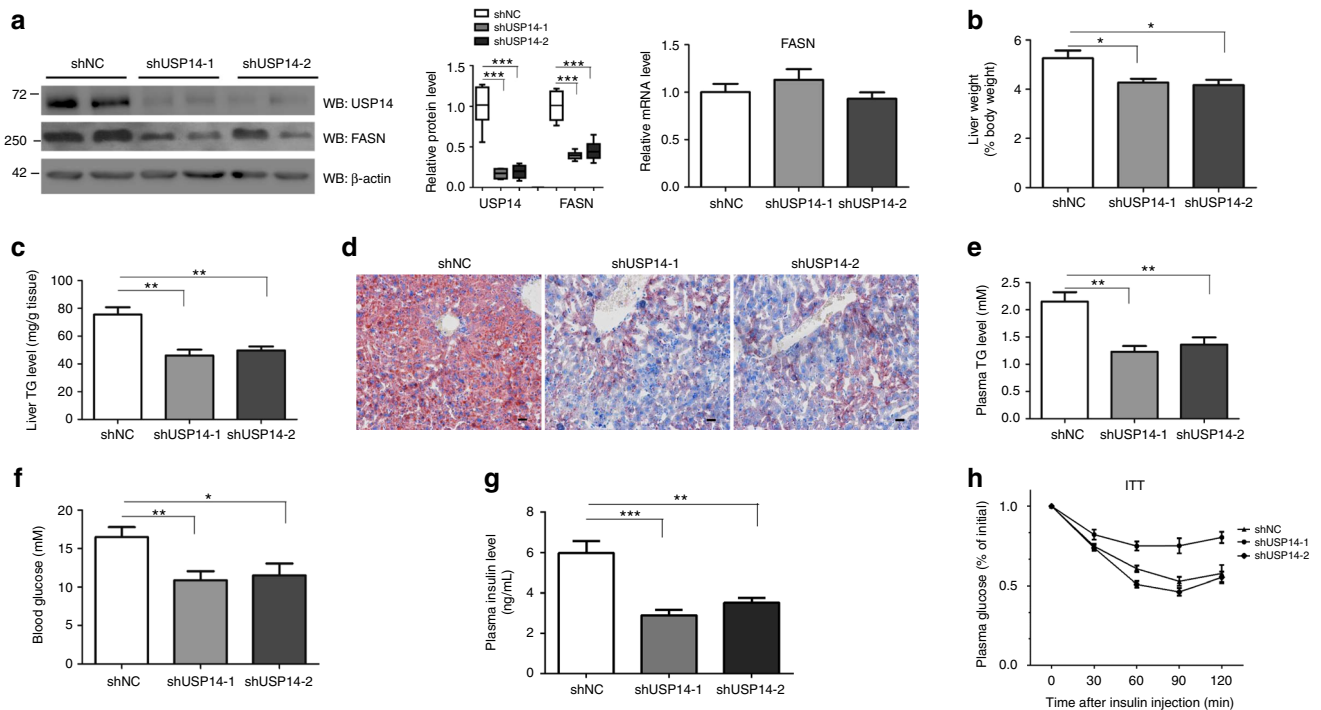 a
shNC shUSP14-1 shUSP14-2
72
WB: USP14
250
WB: FASN
42
WB: β-actin
shNC
shUSP14-1
shUSP14-2
Relative protein level
1.5
1.0
0.5
0.0
*** ***
*** ***
USP14 FASN
FASN
Relative mRNA level
1.5
1.0
0.5
0.0
shNC shUSP14-1 shUSP14-2
b
Liver weight
(% body weight)
6
4
2
0
*
*
shNC shUSP14-1 shUSP14-2
c
Liver TG level (mg/g tissue)
100
80
60
40
20
0
**
**
shNC shUSP14-1 shUSP14-2
d
shNC shUSP14-1 shUSP14-2
e
Plasma TG level (mM)
2.5
2.0
1.5
1.0
0.5
0.0
**
**
shNC shUSP14-1 shUSP14-2
f
Blood glucose (mM)
20
15
10
5
0
*
**
shNC shUSP14-1 shUSP14-2
g
Plasma insulin level
(ng/mL)
8
6
4
2
0
**
***
shNC shUSP14-1 shUSP14-2
h
ITT
Plasma glucose (% of initial)
1.0
0.5
0.0
shNC
shUSP14-1
shUSP14-2
0 30 60 90 120
Time after insulin injection (min)